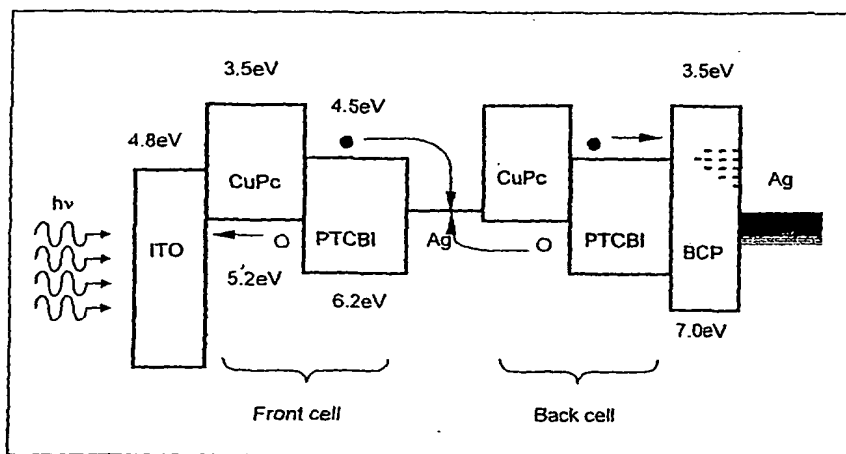 3.5eV
3.5eV
4.5eV
4.8eV
CuPc
CuPc
Ag
hν
ITO
PTCBI
Ag
PTCBI
BCP
5.2eV
6.2eV
7.0eV
Front cell
Back cell